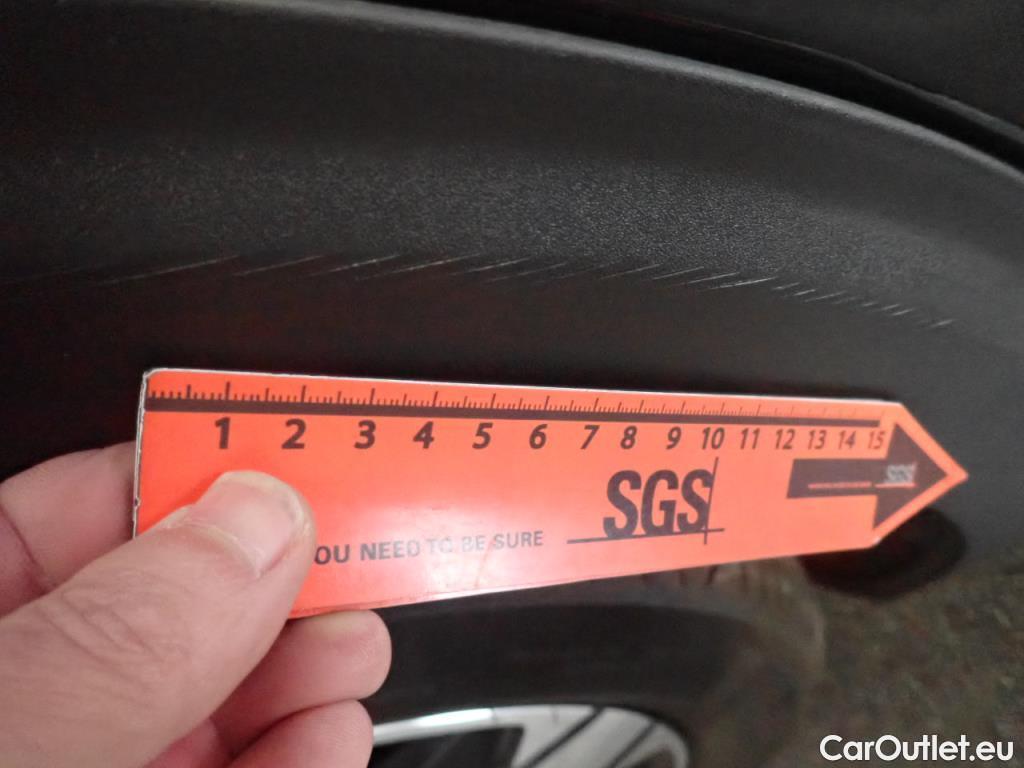 1 2 3 4 5 6 7 8 9 10 11 12 13 14 15
SGS
SGS
OU NEED TO BE SURE
CarOutlet.eu